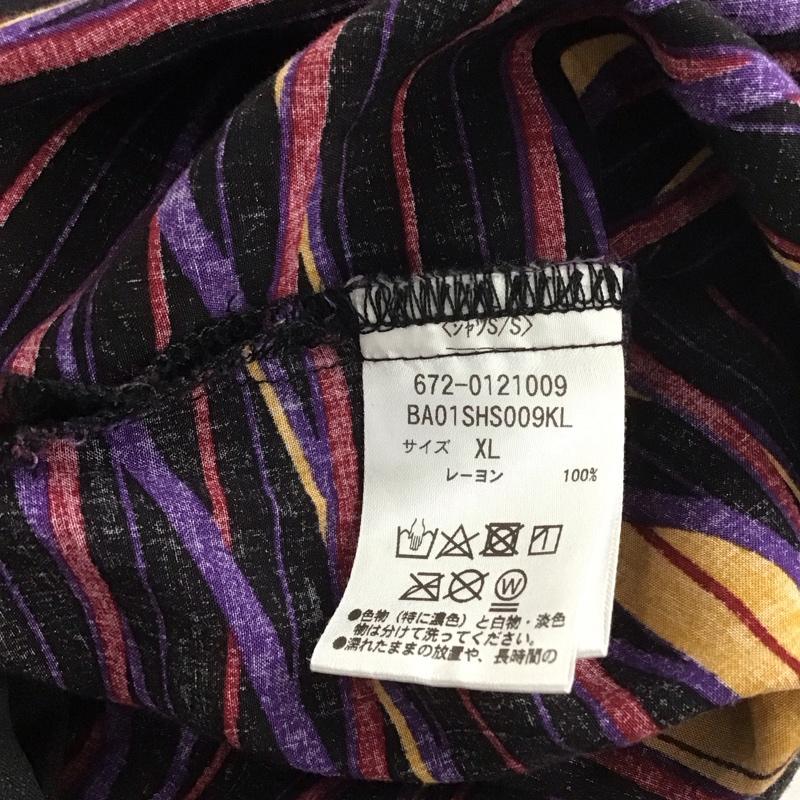 <シャツS/S>
672-0121009
BA01SHS009KL
サイズ XL
レーヨン 100%
W
●色物（特に濃色）と白物・淡色
物は分けて洗ってください。
●濡れたままの放置や、長時間の